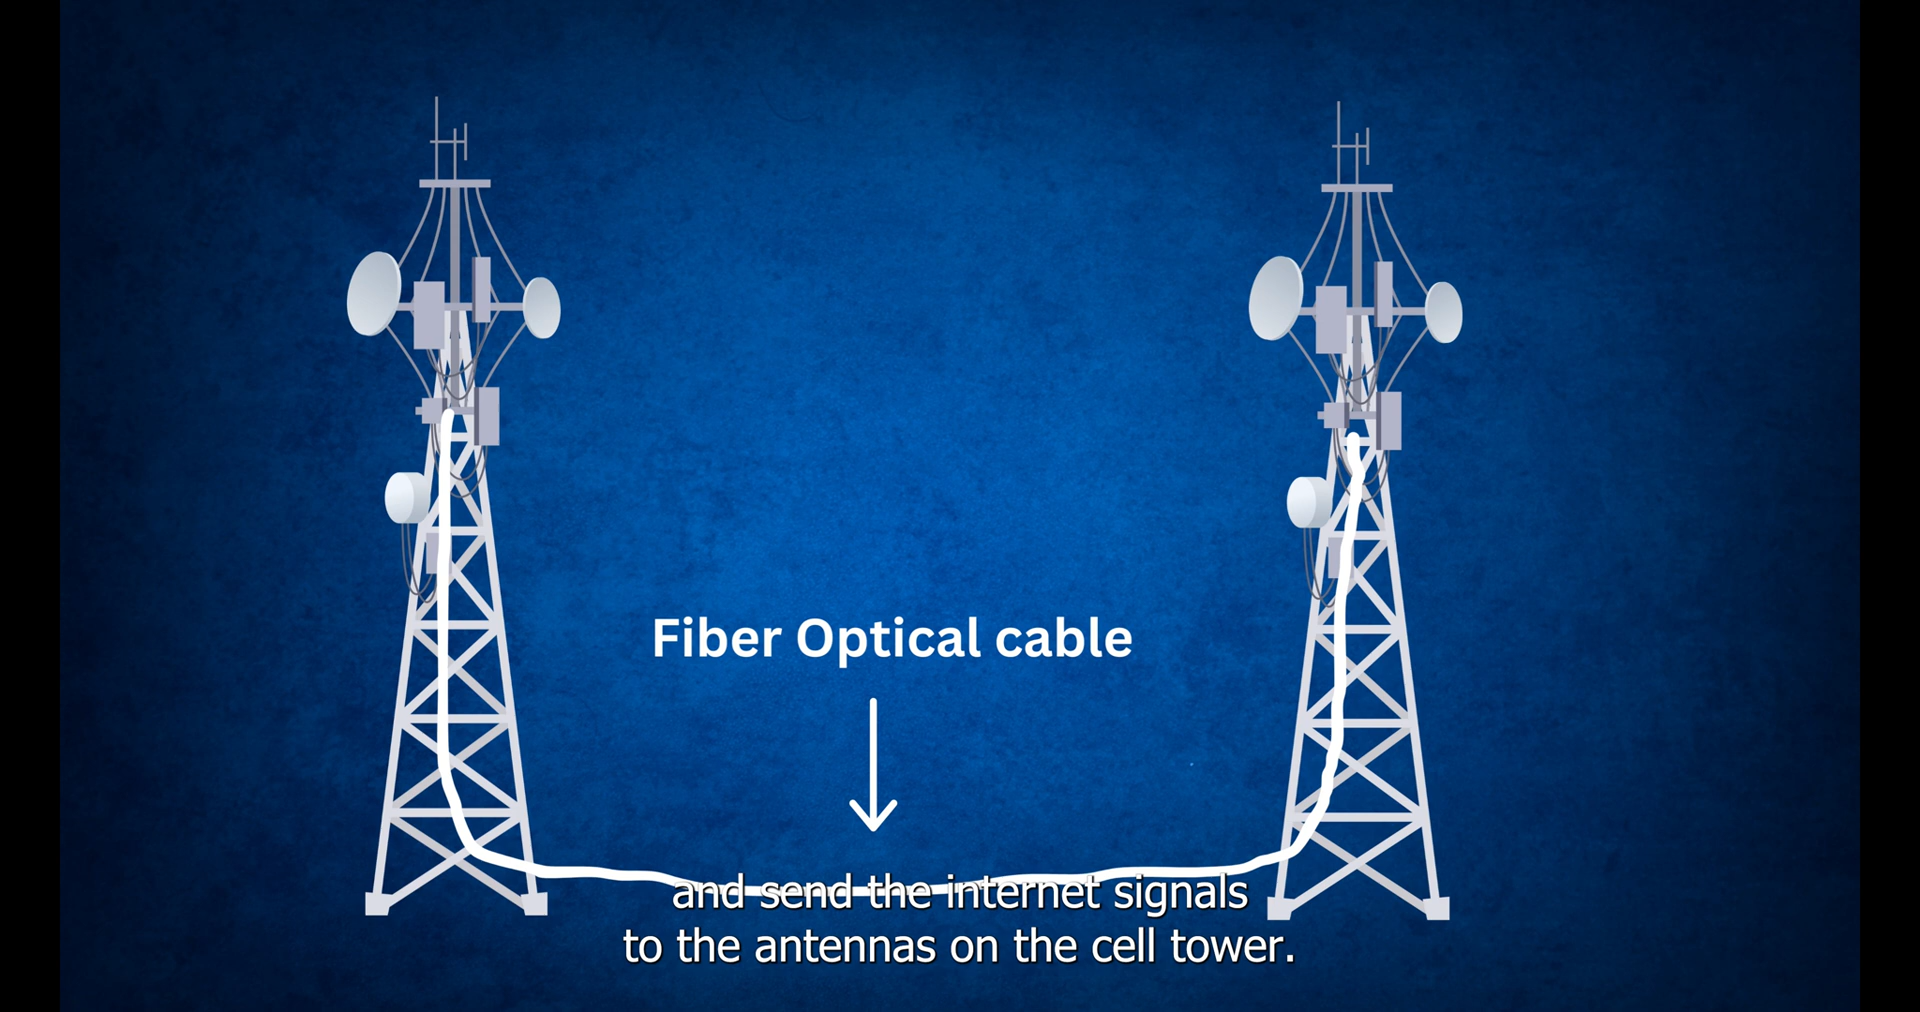 Fiber Optical cable
and send the internet signals
to the antennas on the cell tower.